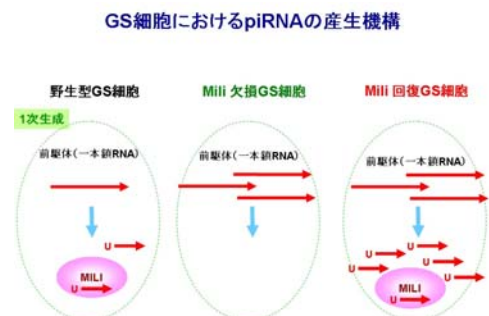 GS細胞におけるpiRNAの産生機構
野生型GS細胞
Mili 欠損GS細胞
Mili 回復GS細胞
1次生成
前駆体(一本鎖RNA)
前駆体(一本鎖RNA)
前駆体(一本鎖RNA)
U
MILI
U
U
U
U
U
U
U
MILI
U